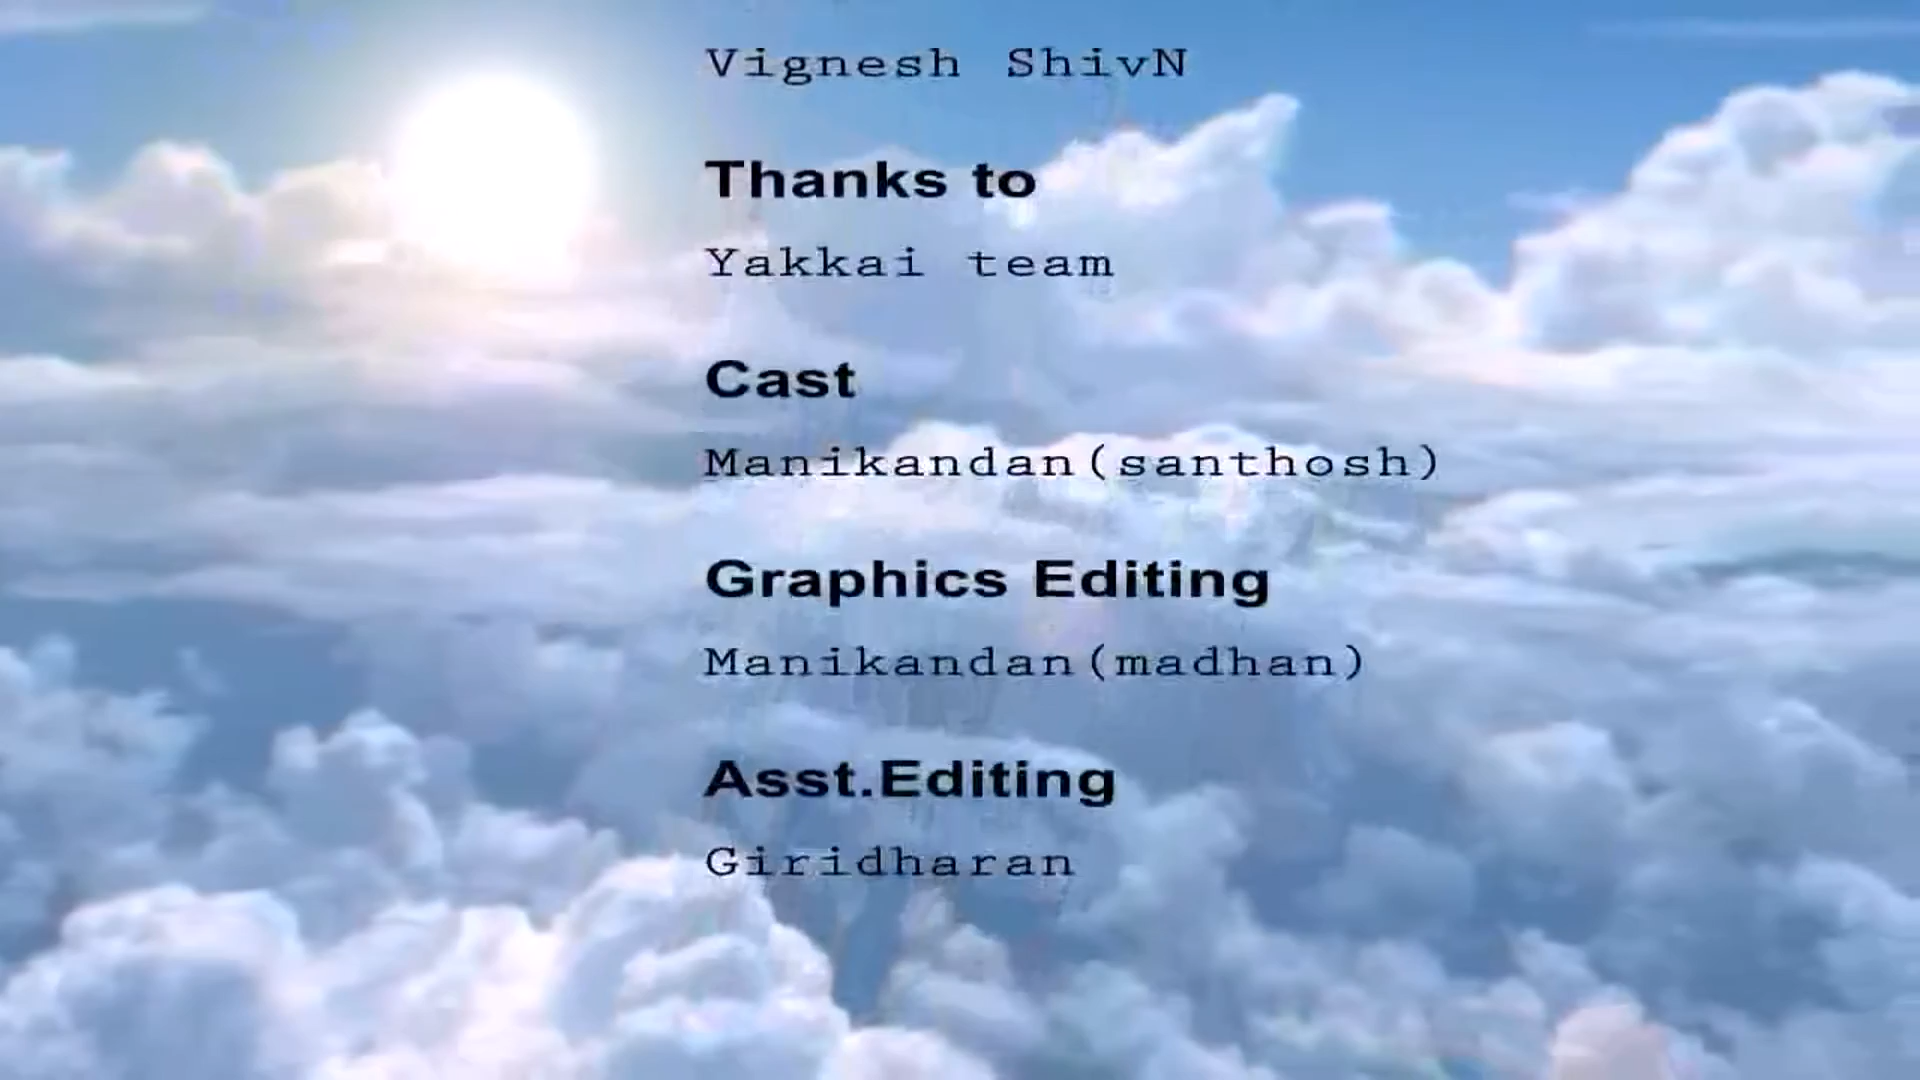 Vignesh ShivN
Thanks to
Yakkai team
Cast
Manikandan(santhosh)
Graphics Editing
Manikandan(madhan)
Asst.Editing
Giridharan